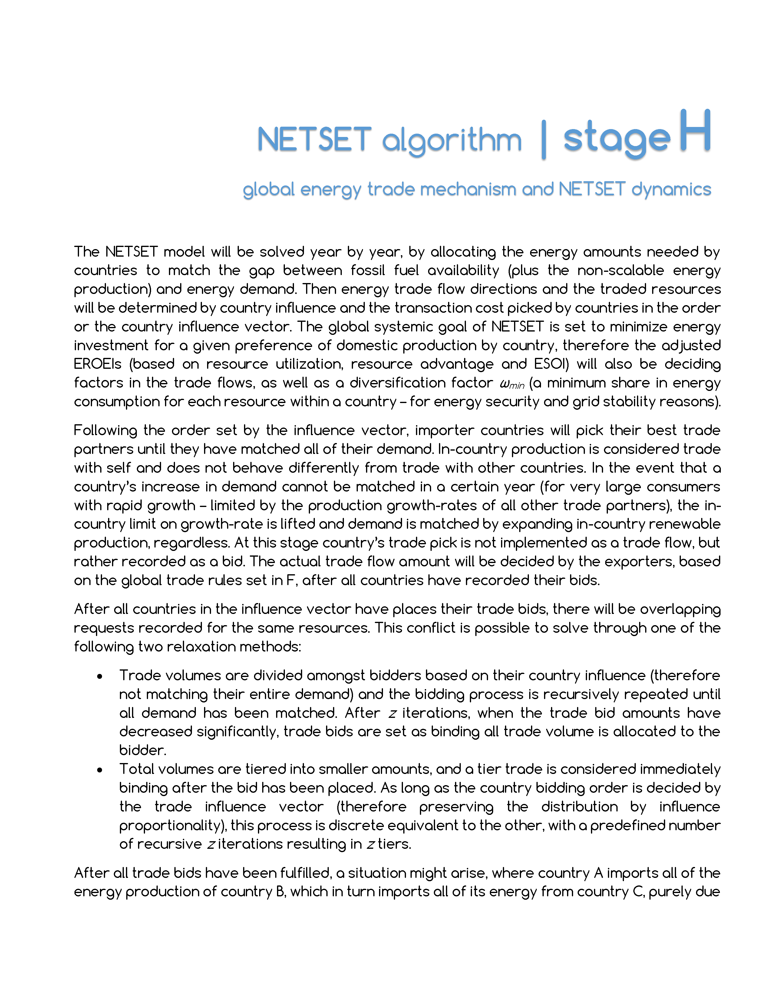 NETSET algorithm | stage H
global energy trade mechanism and NETSET dynamics
The NETSET model will be solved year by year, by allocating the energy amounts needed by
countries to match the gap between fossil fuel availability (plus the non-scalable energy
production) and energy demand. Then energy trade flow directions and the traded resources
will be determined by country influence and the transaction cost picked by countries in the order
or the country influence vector. The global systemic goal of NETSET is set to minimize energy
investment for a given preference of domestic production by country, therefore the adjusted
EROEIs (based on resource utilization, resource advantage and ESOI) will also be deciding
factors in the trade flows, as well as a diversification factor ωmin (a minimum share in energy
consumption for each resource within a country – for energy security and grid stability reasons).
Following the order set by the influence vector, importer countries will pick their best trade
partners until they have matched all of their demand. In-country production is considered trade
with self and does not behave differently from trade with other countries. In the event that a
country's increase in demand cannot be matched in a certain year (for very large consumers
with rapid growth – limited by the production growth-rates of all other trade partners), the in-
country limit on growth-rate is lifted and demand is matched by expanding in-country renewable
production, regardless. At this stage country's trade pick is not implemented as a trade flow, but
rather recorded as a bid. The actual trade flow amount will be decided by the exporters, based
on the global trade rules set in F, after all countries have recorded their bids.
After all countries in the influence vector have places their trade bids, there will be overlapping
requests recorded for the same resources. This conflict is possible to solve through one of the
following two relaxation methods:
• Trade volumes are divided amongst bidders based on their country influence (therefore
not matching their entire demand) and the bidding process is recursively repeated until
all demand has been matched. After z iterations, when the trade bid amounts have
decreased significantly, trade bids are set as binding all trade volume is allocated to the
bidder.
• Total volumes are tiered into smaller amounts, and a tier trade is considered immediately
binding after the bid has been placed. As long as the country bidding order is decided by
the trade influence vector (therefore preserving the distribution by influence
proportionality), this process is discrete equivalent to the other, with a predefined number
of recursive z iterations resulting in z tiers.
After all trade bids have been fulfilled, a situation might arise, where country A imports all of the
energy production of country B, which in turn imports all of its energy from country C, purely due